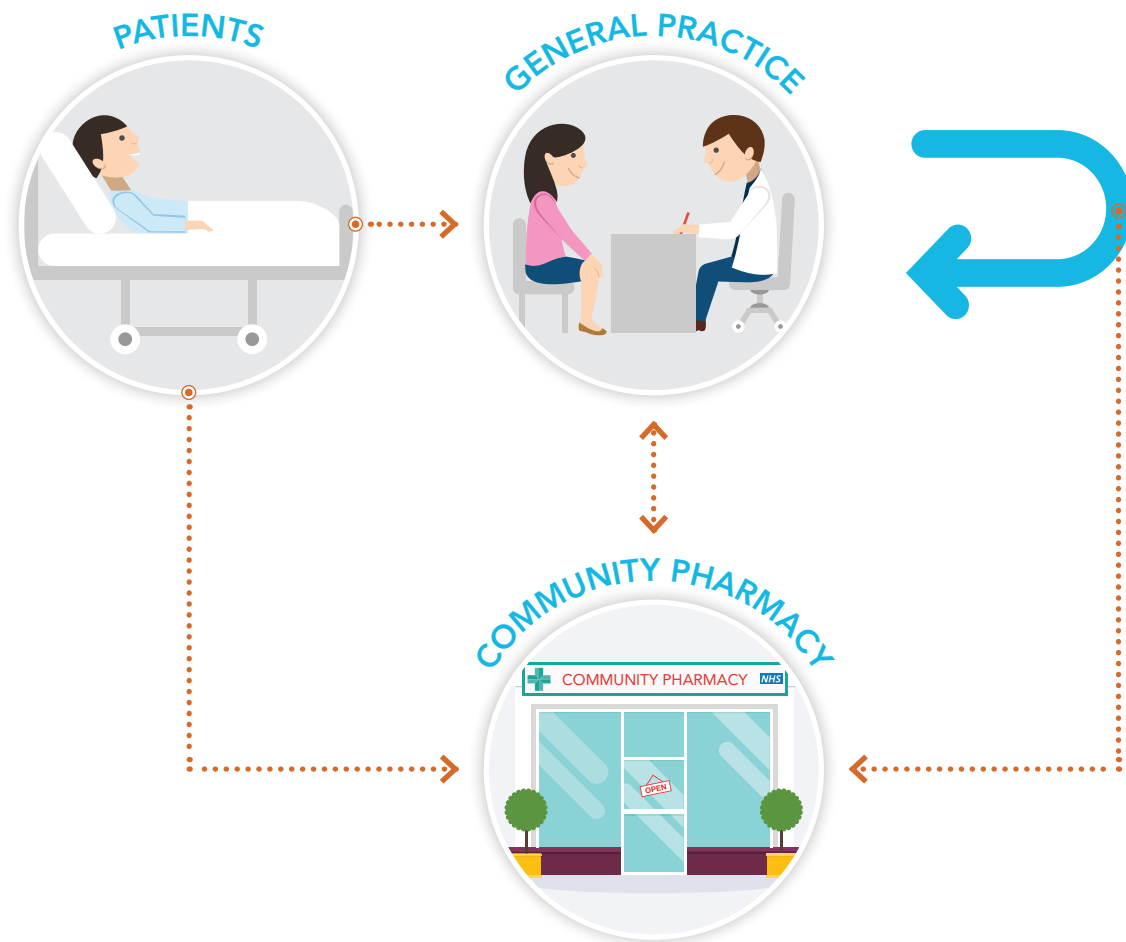 PATIENTS
GENERAL PRACTICE
COMMUNITY PHARMACY
COMMUNITY PHARMACY NHS
OPEN